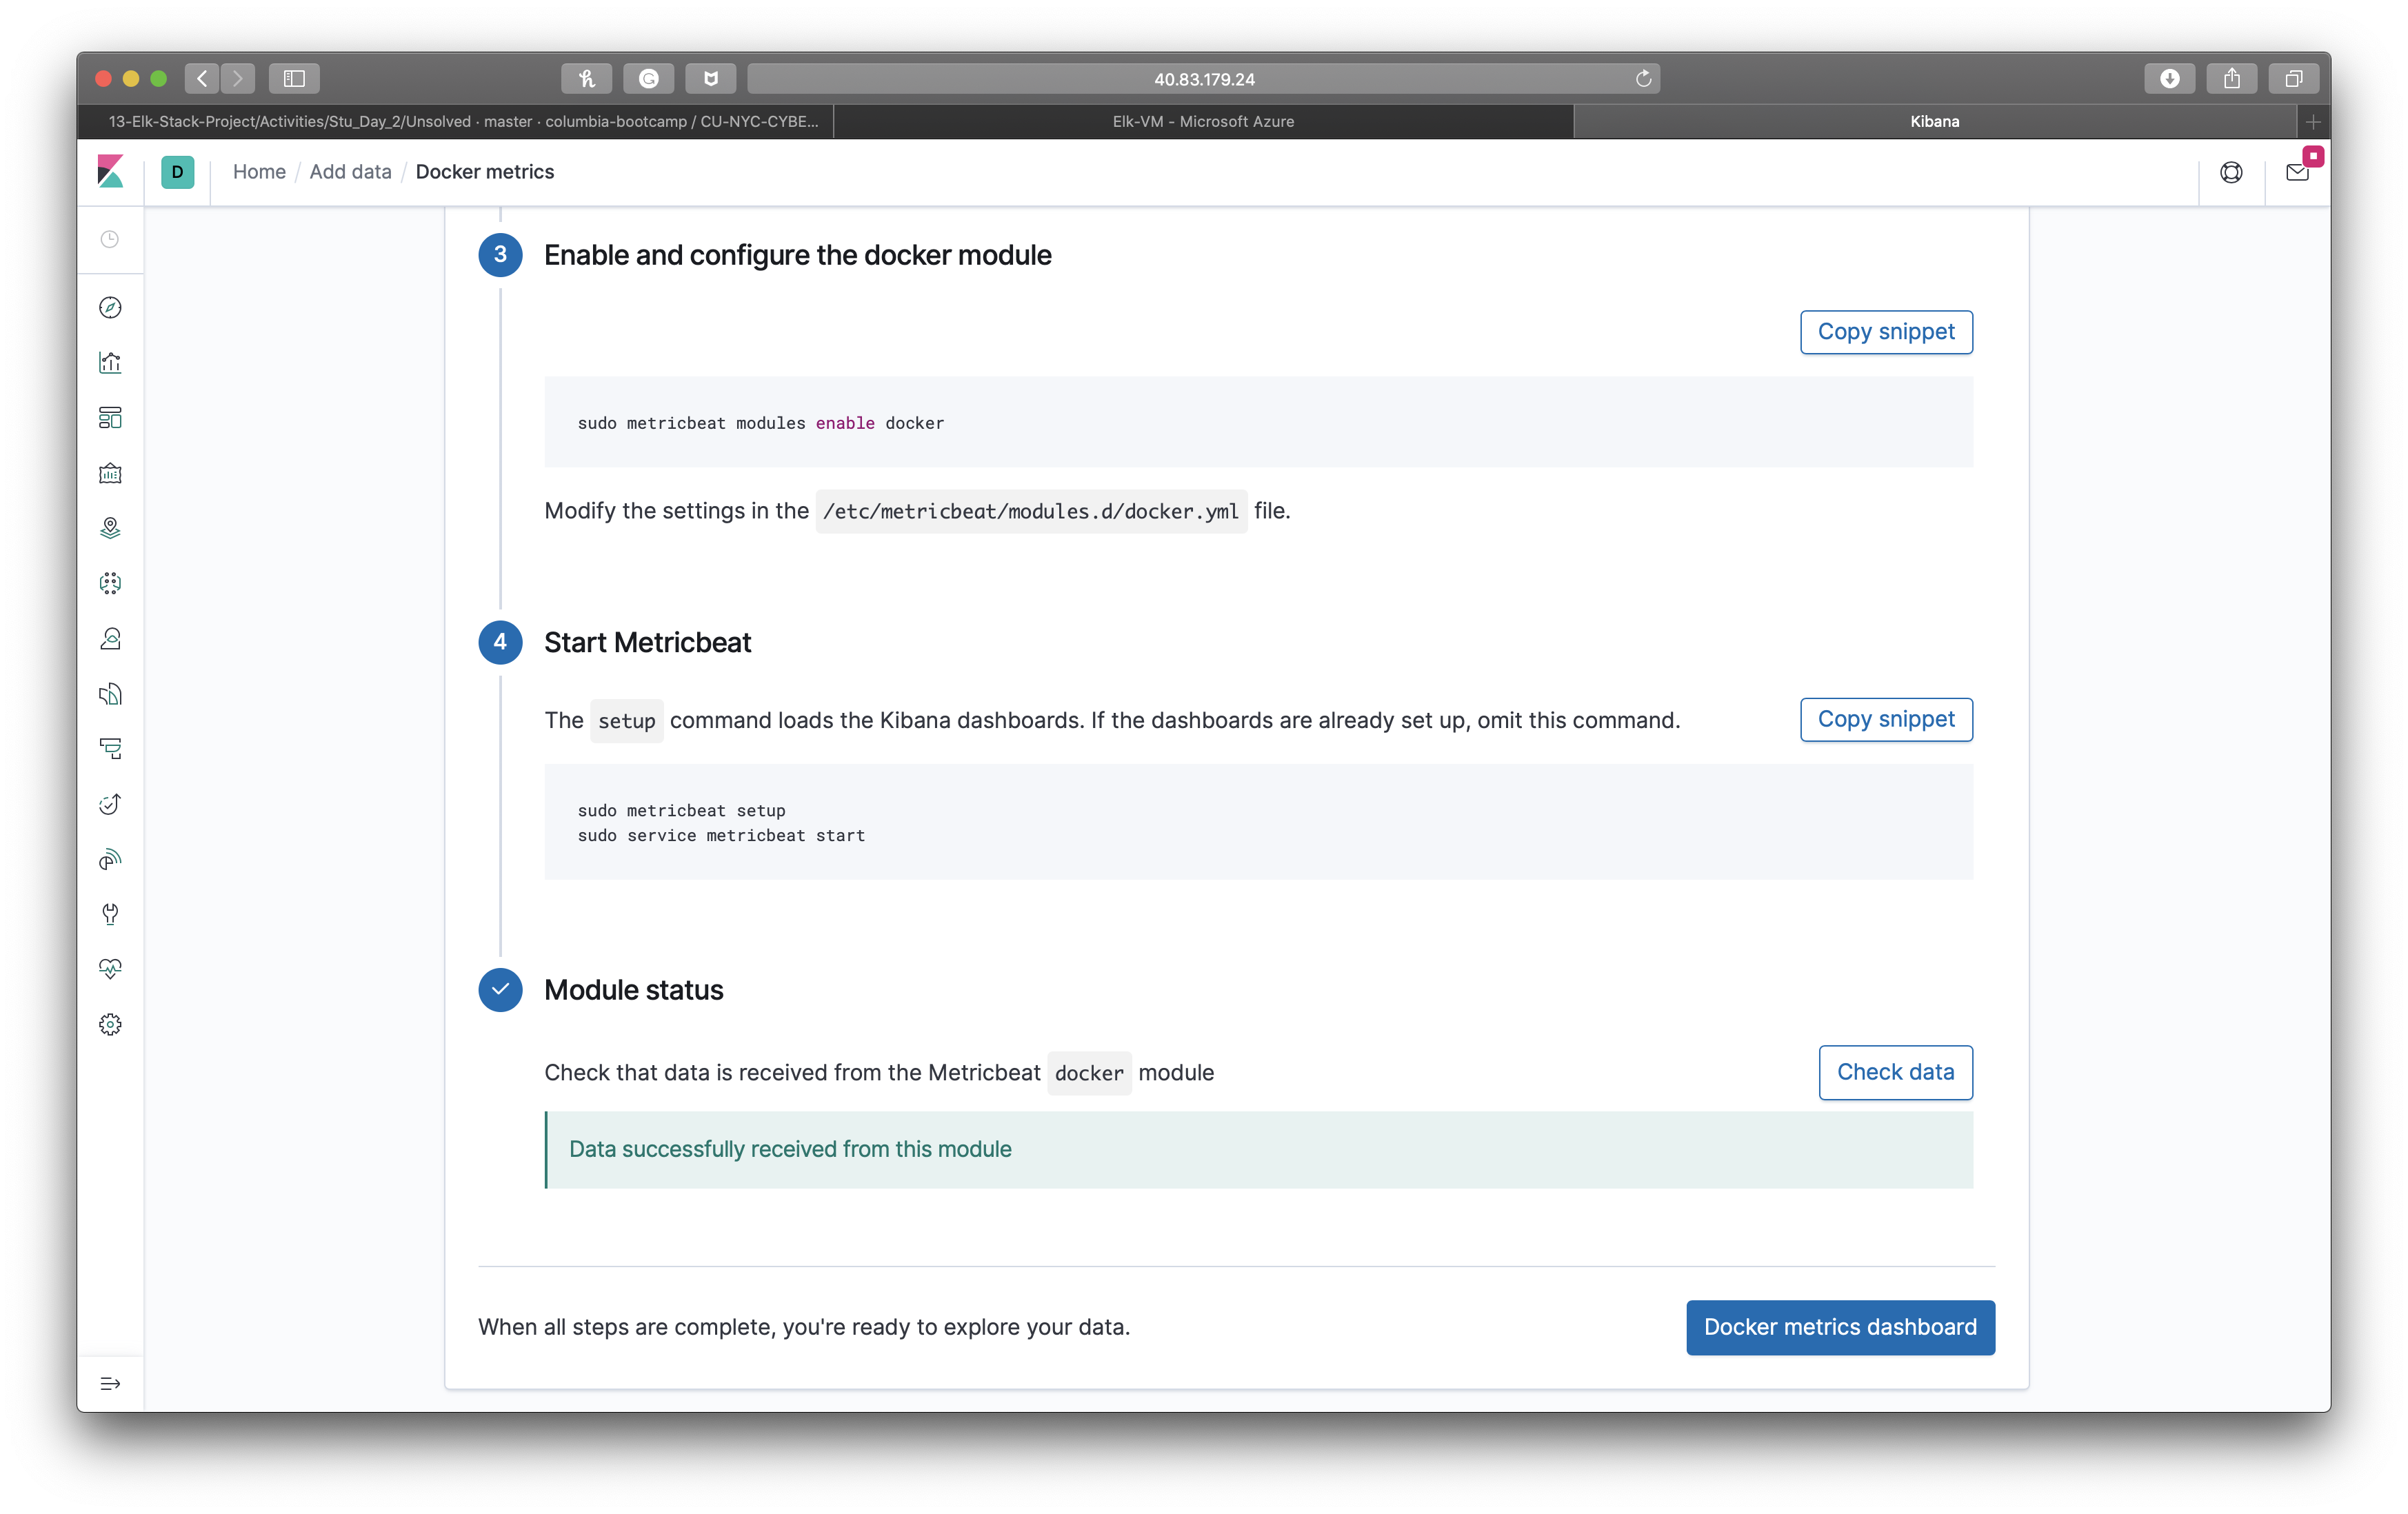 40.83.179.24
13-Elk-Stack-Project/Activities/Stu_Day_2/Unsolved · master · columbia-bootcamp / CU-NYC-CYBE...
Elk-VM - Microsoft Azure
Kibana
D
Home / Add data / Docker metrics
3 Enable and configure the docker module
Copy snippet
sudo metricbeat modules enable docker
Modify the settings in the /etc/metricbeat/modules.d/docker.yml file.
4 Start Metricbeat
The setup command loads the Kibana dashboards. If the dashboards are already set up, omit this command.
Copy snippet
sudo metricbeat setup
sudo service metricbeat start
Module status
Check that data is received from the Metricbeat docker module
Check data
Data successfully received from this module
When all steps are complete, you're ready to explore your data.
Docker metrics dashboard